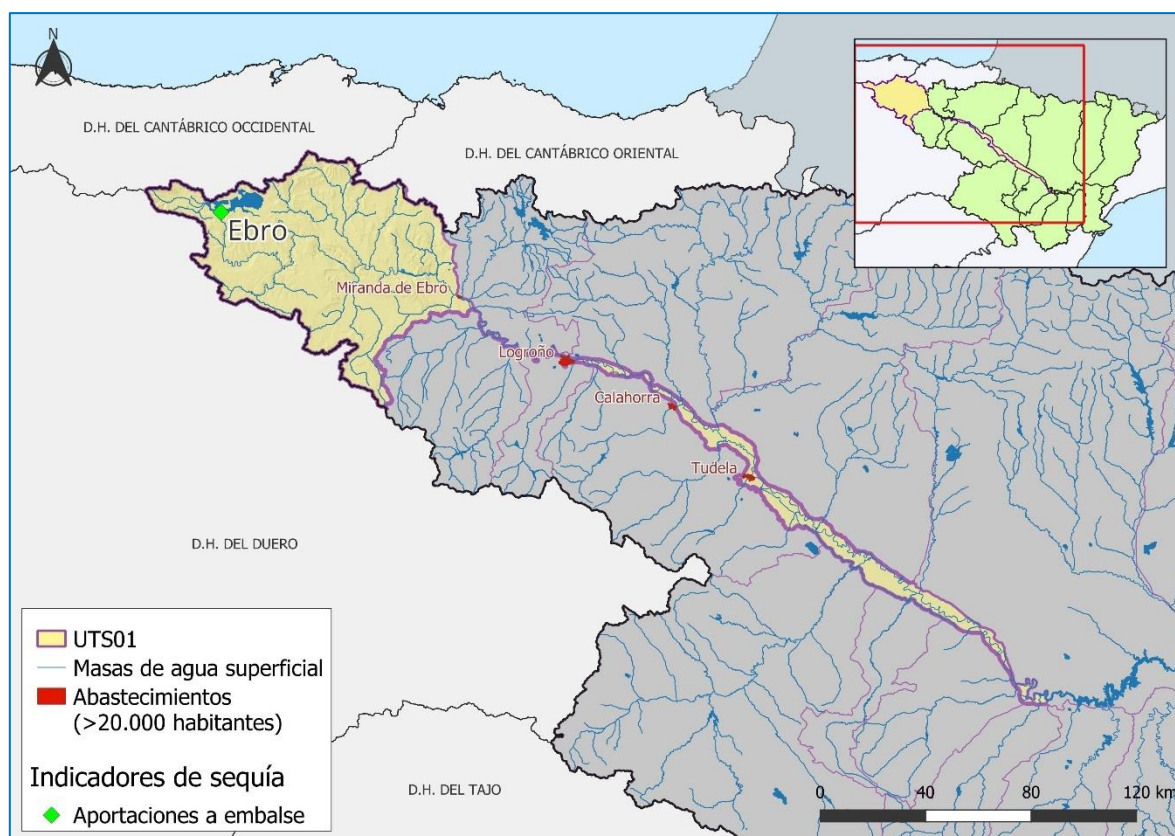 N
D.H. DEL CANTÁBRICO OCCIDENTAL
D.H. DEL CANTÁBRICO ORIENTAL
Ebro
Miranda de Ebro
Logroño
Calahorra
Tudela
D.H. DEL DUERO
D.H. DEL TAJO
UTS01
Masas de agua superficial
Abastecimientos
(>20.000 habitantes)
Indicadores de sequía
Aportaciones a embalse
0 40 80 120 km